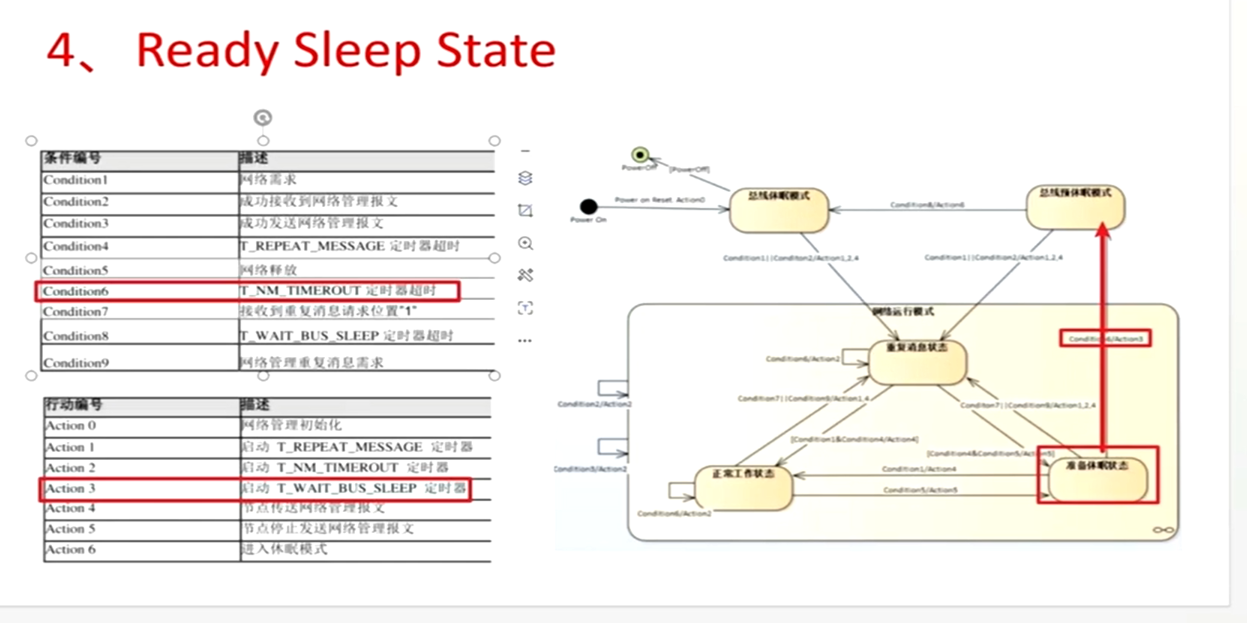 4、 Ready Sleep State
条件编号 描述
Condition1 网络需求
Condition2 成功接收到网络管理报文
Condition3 成功发送网络管理报文
Condition4 T_REPEAT_MESSAGE 定时器超时
Condition5 网络释放
Condition6 T_NM_TIMEROUT 定时器超时
Condition7 接收到重复消息请求位置“1”
Condition8 T_WAIT_BUS_SLEEP 定时器超时
Condition9 网络管理重复消息需求
行动编号 描述
Action 0 网络管理初始化
Action 1 启动 T_REPEAT_MESSAGE 定时器
Action 2 启动 T_NM_TIMEROUT 定时器
Action 3 启动 T_WAIT_BUS_SLEEP 定时器
Action 4 节点传送网络管理报文
Action 5 节点停止发送网络管理报文
Action 6 进入休眠模式
PowerOff
[PowerOff]
Power On
Power on Reset Action0
总线休眠模式
Condition8/Action6
总线预休眠模式
Condition1||Conditon2/Action1,2,4
Condition1||Conditon2/Action1,2,4
网络运行模式
Condition6/Action3
重复消息状态
Condition6/Action2
Condition2/Action2
Condition7||Condition9/Action1,4
Conditon7||Condition9/Action1,2,4
[Condition1&Condition4/Action4]
[Condition4&Condition5/Action5]
Condition3/Action2
正常工作状态
Condition1/Action4
Condition5/Action5
准备休眠状态
Condition6/Action2